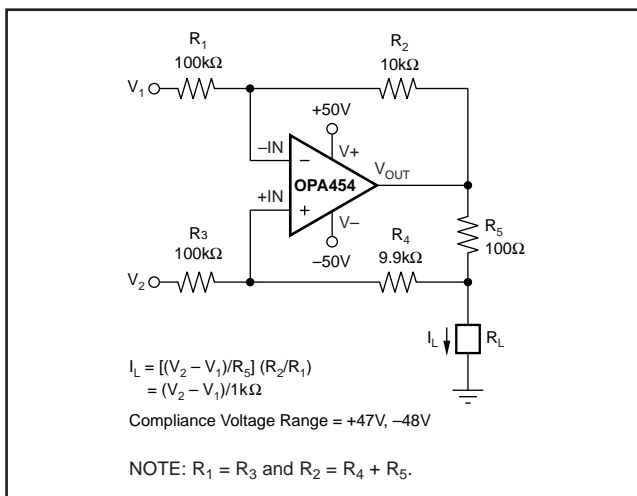 R1
100kΩ
R2
10kΩ
V1
+50V
–IN
V+
VOUT
OPA454
+IN
V–
R3
100kΩ
–50V
R4
9.9kΩ
R5
100Ω
V2
IL
RL
IL = [(V2 – V1)/R5] (R2/R1)
= (V2 – V1)/1kΩ
Compliance Voltage Range = +47V, –48V
NOTE: R1 = R3 and R2 = R4 + R5.